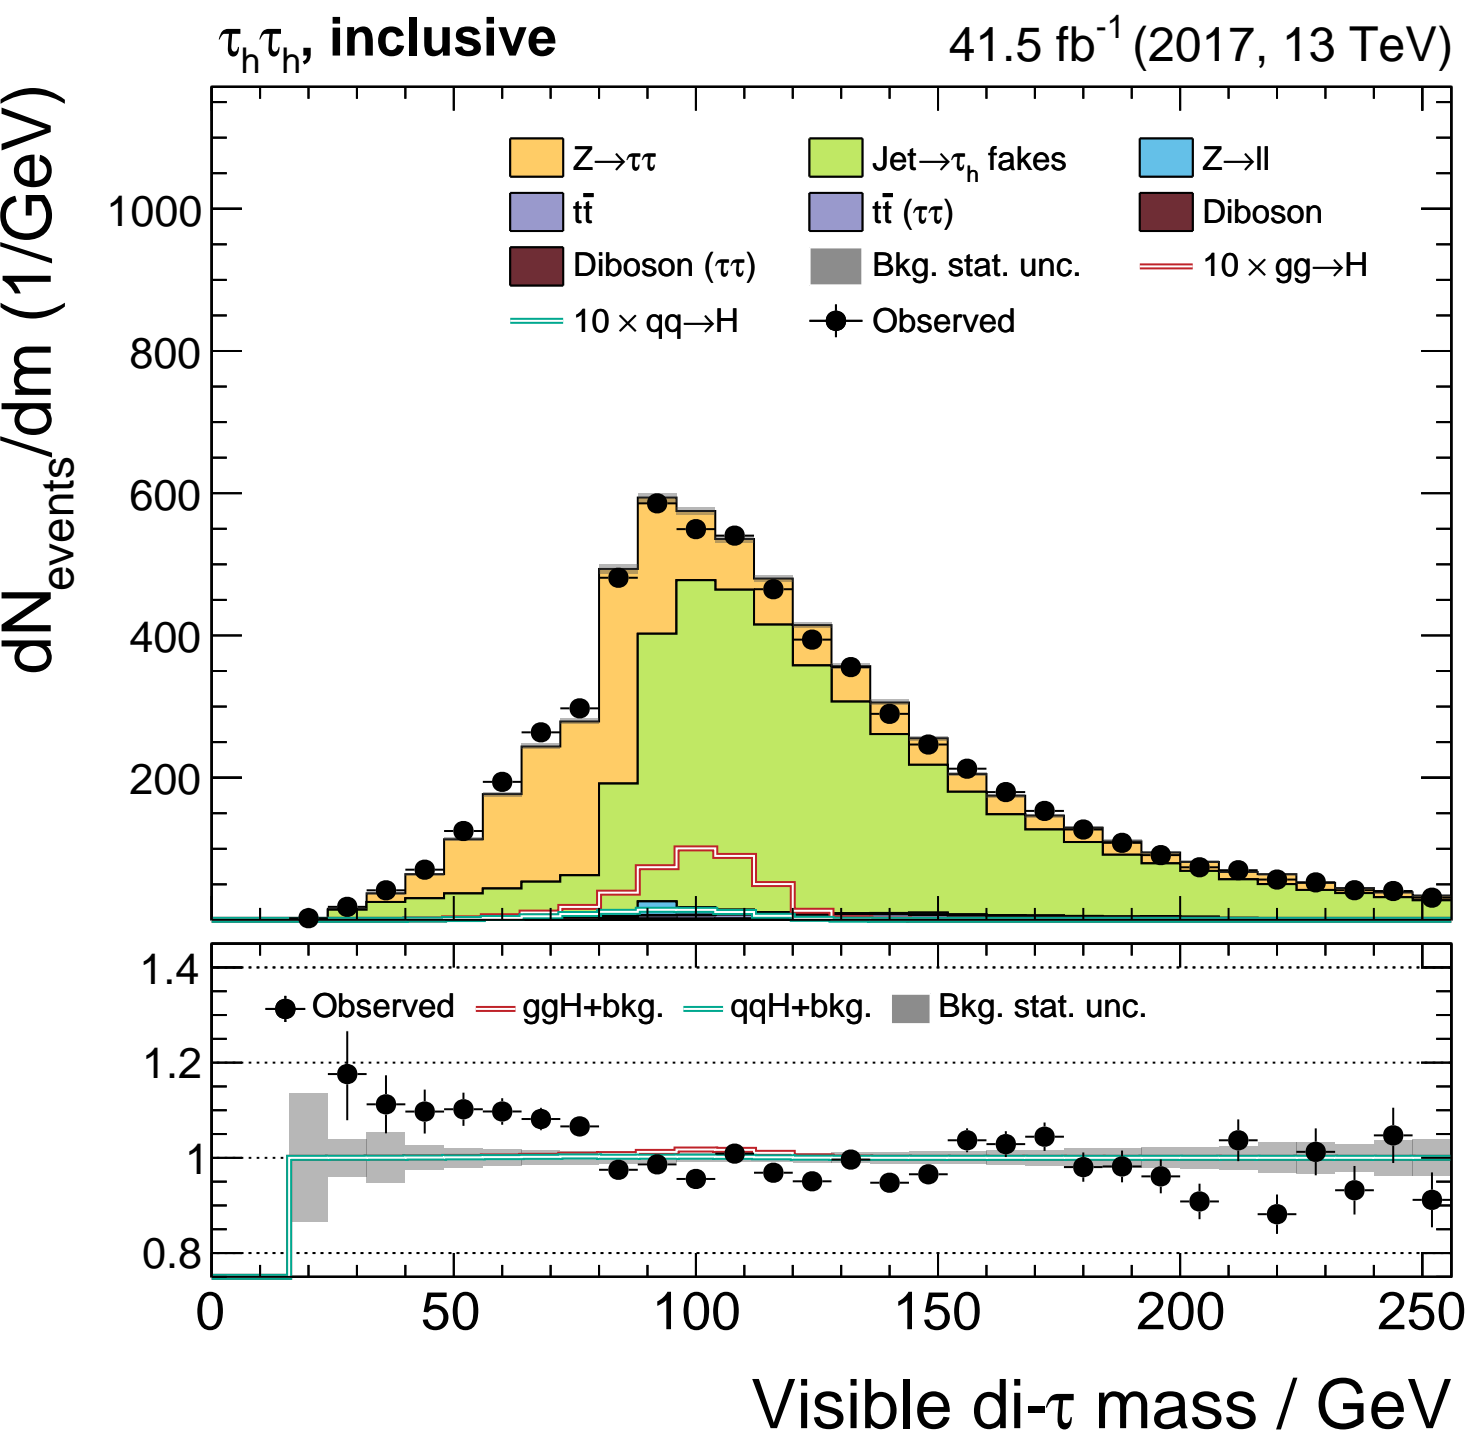 τhτh, inclusive 41.5 fb-1 (2017, 13 TeV)
dNevents/dm (1/GeV)
Z→ττ Jet→τh fakes Z→ll
tt̄ tt̄ (ττ) Diboson
Diboson (ττ) Bkg. stat. unc. 10 × gg→H
10 × qq→H Observed
1000
800
600
400
200
1.4
Observed ggH+bkg. qqH+bkg. Bkg. stat. unc.
1.2
1
0.8
0 50 100 150 200 250
Visible di-τ mass / GeV